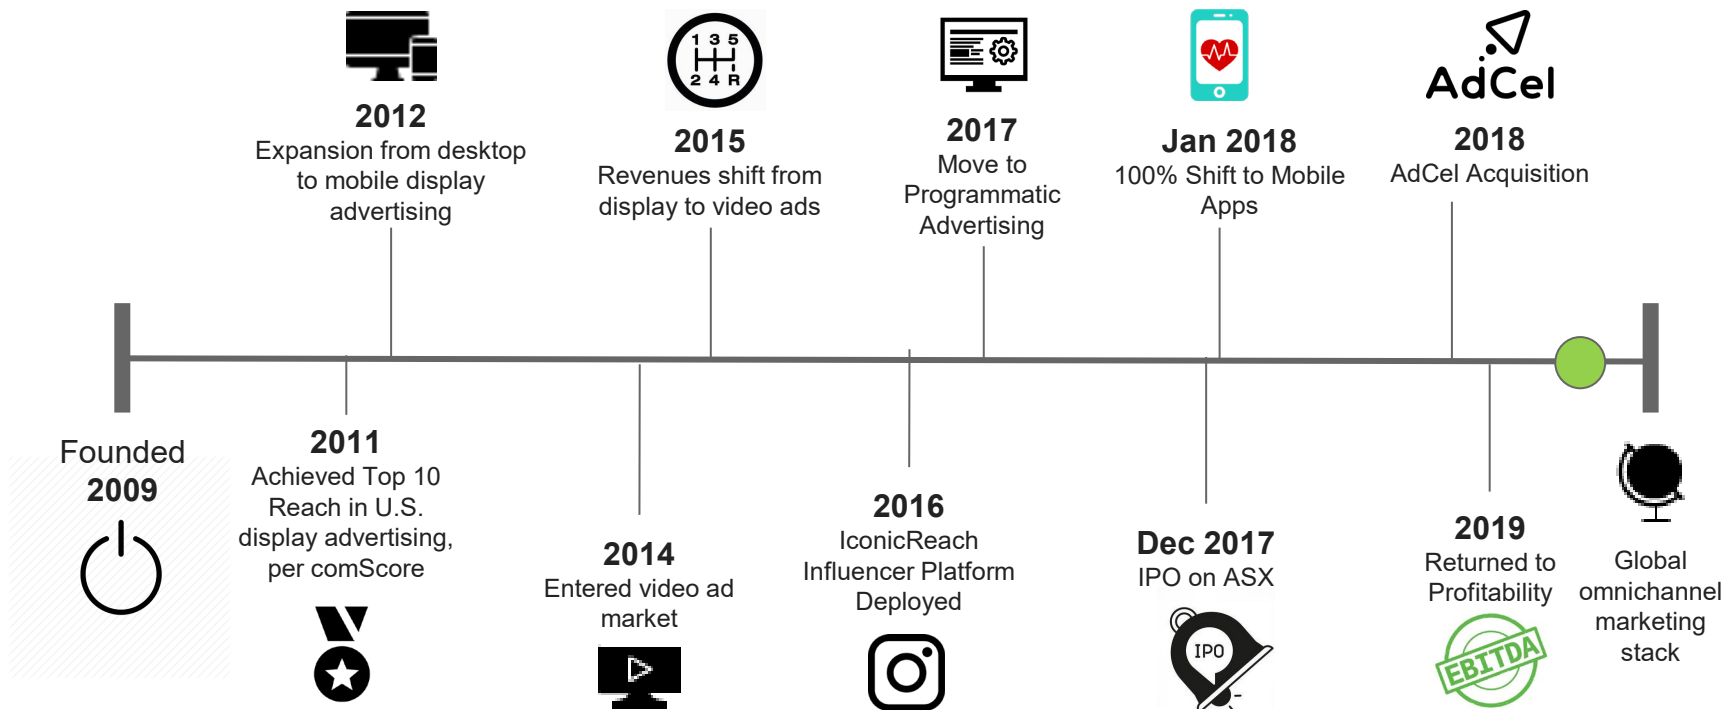 1 3 5
2 4 R
AdCel
2012
Expansion from desktop
to mobile display
advertising
2015
Revenues shift from
display to video ads
2017
Move to
Programmatic
Advertising
Jan 2018
100% Shift to Mobile
Apps
2018
AdCel Acquisition
Founded
2009
2011
Achieved Top 10
Reach in U.S.
display advertising,
per comScore
2014
Entered video ad
market
2016
IconicReach
Influencer Platform
Deployed
Dec 2017
IPO on ASX
IPO
2019
Returned to
Profitability
EBITDA
Global
omnichannel
marketing
stack